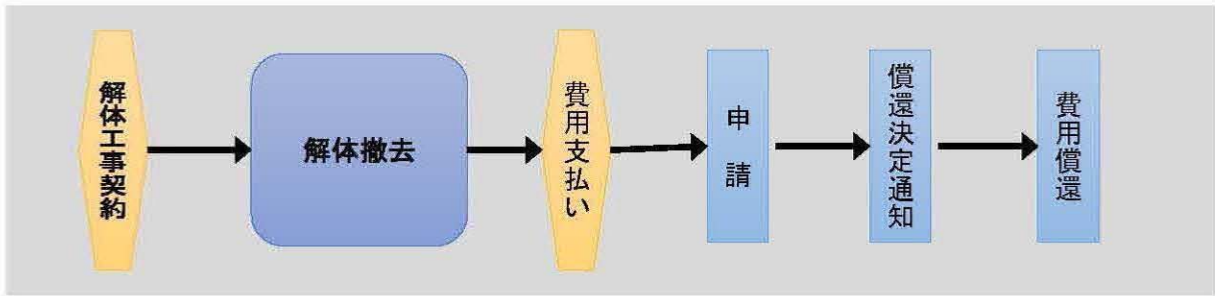 解体工事契約
解体撤去
費用支払い
申請
償還決定通知
費用償還